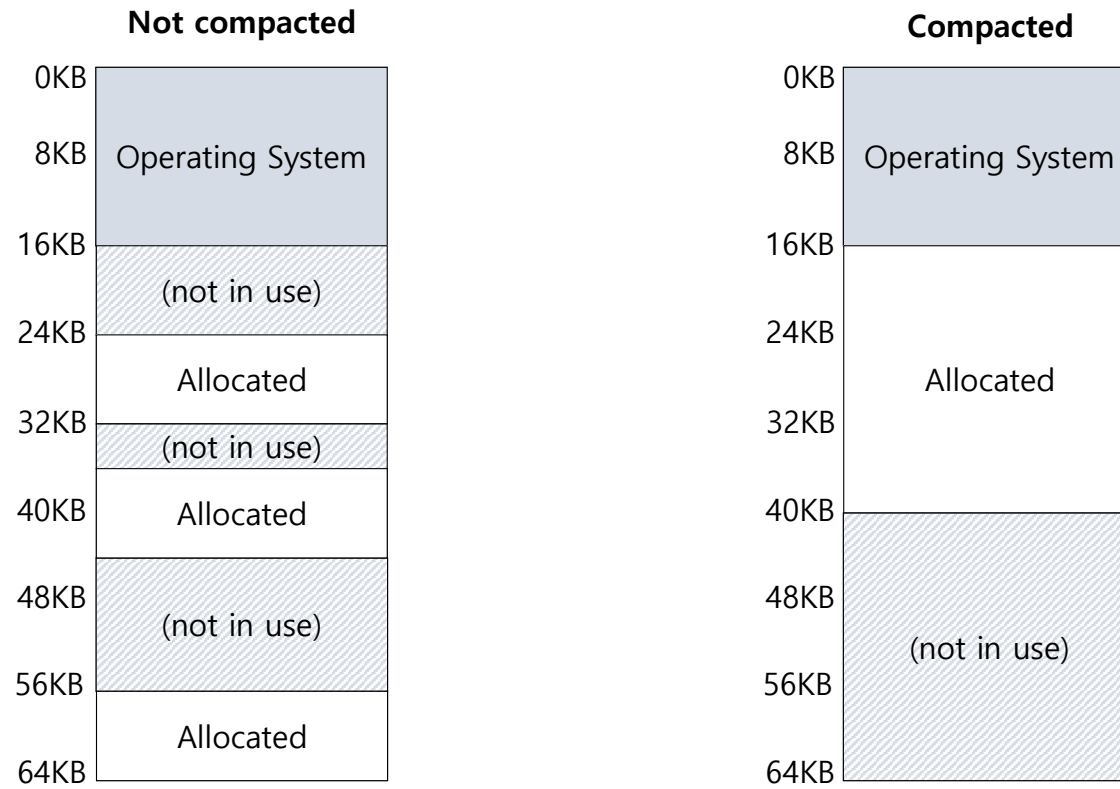 Not compacted
0KB
8KB
Operating System
16KB
(not in use)
24KB
Allocated
32KB
(not in use)
40KB
Allocated
48KB
(not in use)
56KB
Allocated
64KB
Compacted
0KB
8KB
Operating System
16KB
24KB
Allocated
32KB
40KB
48KB
(not in use)
56KB
64KB